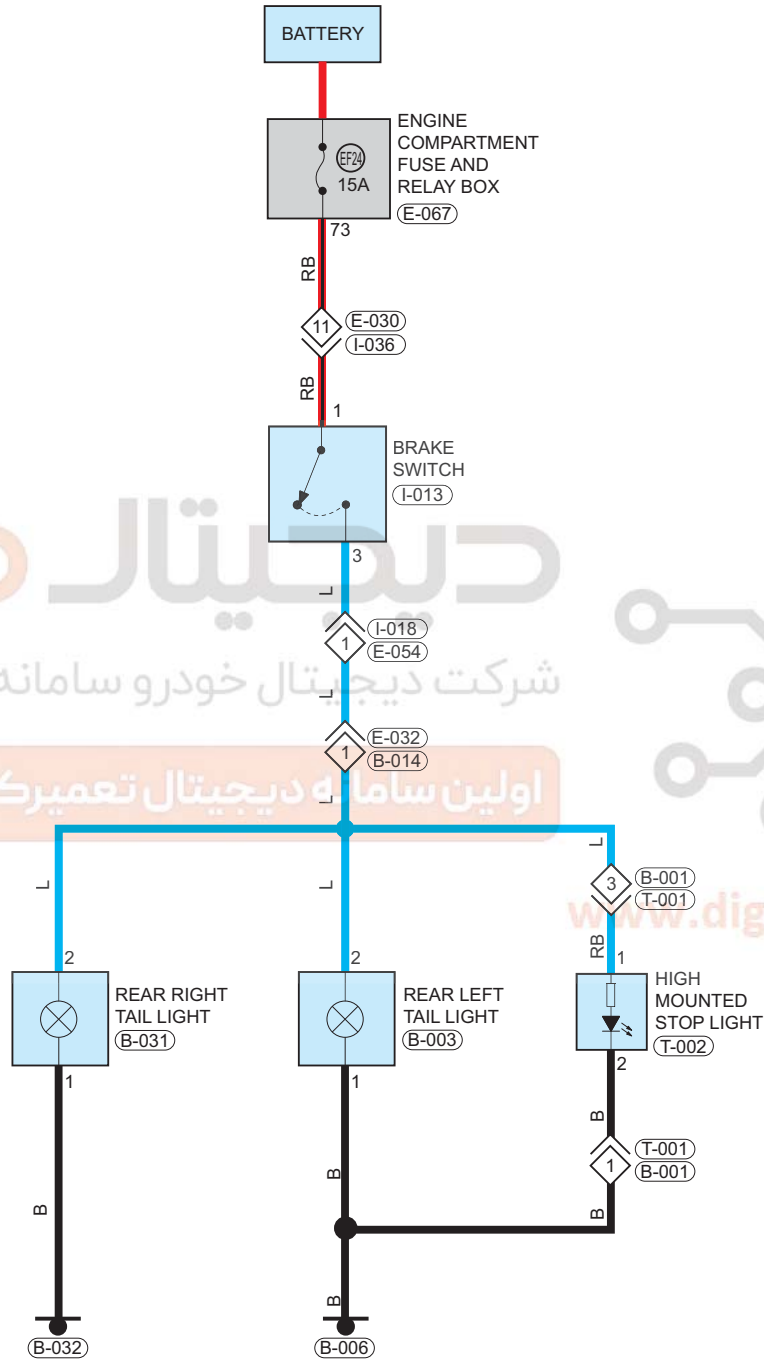 BATTERY
ENGINE
COMPARTMENT
FUSE AND
RELAY BOX
E-067
EF24
15A
73
RB
11
E-030
I-036
RB
1
BRAKE
SWITCH
I-013
دیجیتال
3
L
1
I-018
E-054
شرکت دیجیتال خودرو سامانه
L
1
E-032
B-014
اولین سامانه دیجیتال تعمیرک
L
L
L
L
3
B-001
T-001
www.dig
RB
2
2
1
REAR RIGHT
TAIL LIGHT
B-031
REAR LEFT
TAIL LIGHT
B-003
HIGH
MOUNTED
STOP LIGHT
T-002
1
1
2
B
T-001
1
B-001
B
B
B
B
B-032
B-006